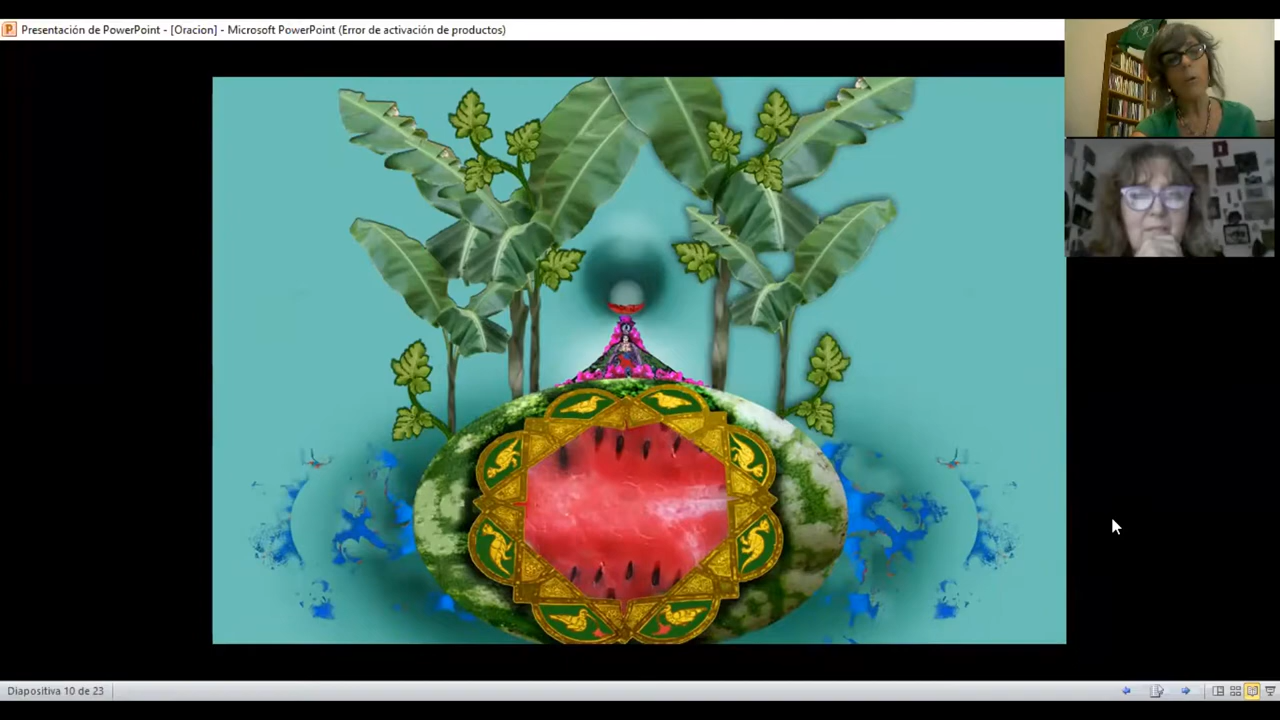 Presentación de PowerPoint - [Oracion] - Microsoft PowerPoint (Error de activación de productos)
Diapositiva 10 de 23